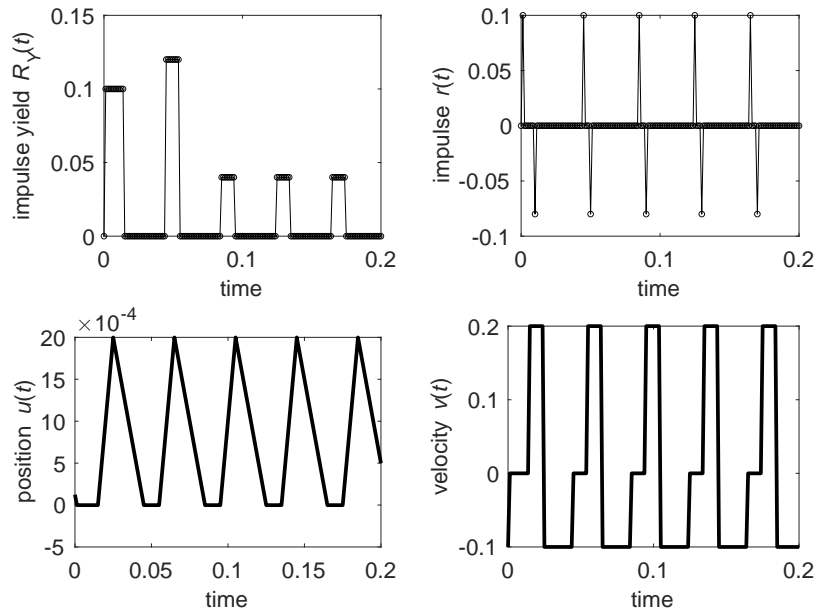 0.15
0.1
0.05
0
impulse yield R_Y(t)
0 0.1 0.2
time
0.1
0.05
0
-0.05
-0.1
impulse r(t)
0 0.1 0.2
time
× 10^-4
20
15
10
5
0
-5
position u(t)
0 0.05 0.1 0.15 0.2
time
0.2
0.1
0
-0.1
velocity v(t)
0 0.1 0.2
time